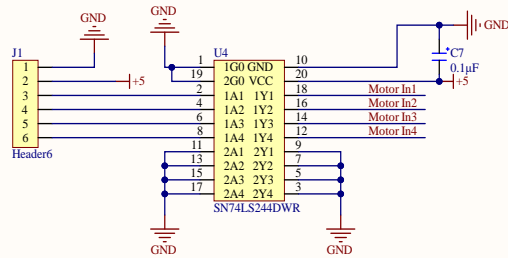 GND
GND
GND
J1
U4
C7
0.1µF
+5
1
2
3
4
5
6
Header6
+5
1
19
2
4
6
8
11
13
15
17
1G0 GND
2G0 VCC
1A1 1Y1
1A2 1Y2
1A3 1Y3
1A4 1Y4
2A1 2Y1
2A2 2Y2
2A3 2Y3
2A4 2Y4
10
20
18
16
14
12
9
7
5
3
Motor In1
Motor In2
Motor In3
Motor In4
SN74LS244DWR
GND
GND